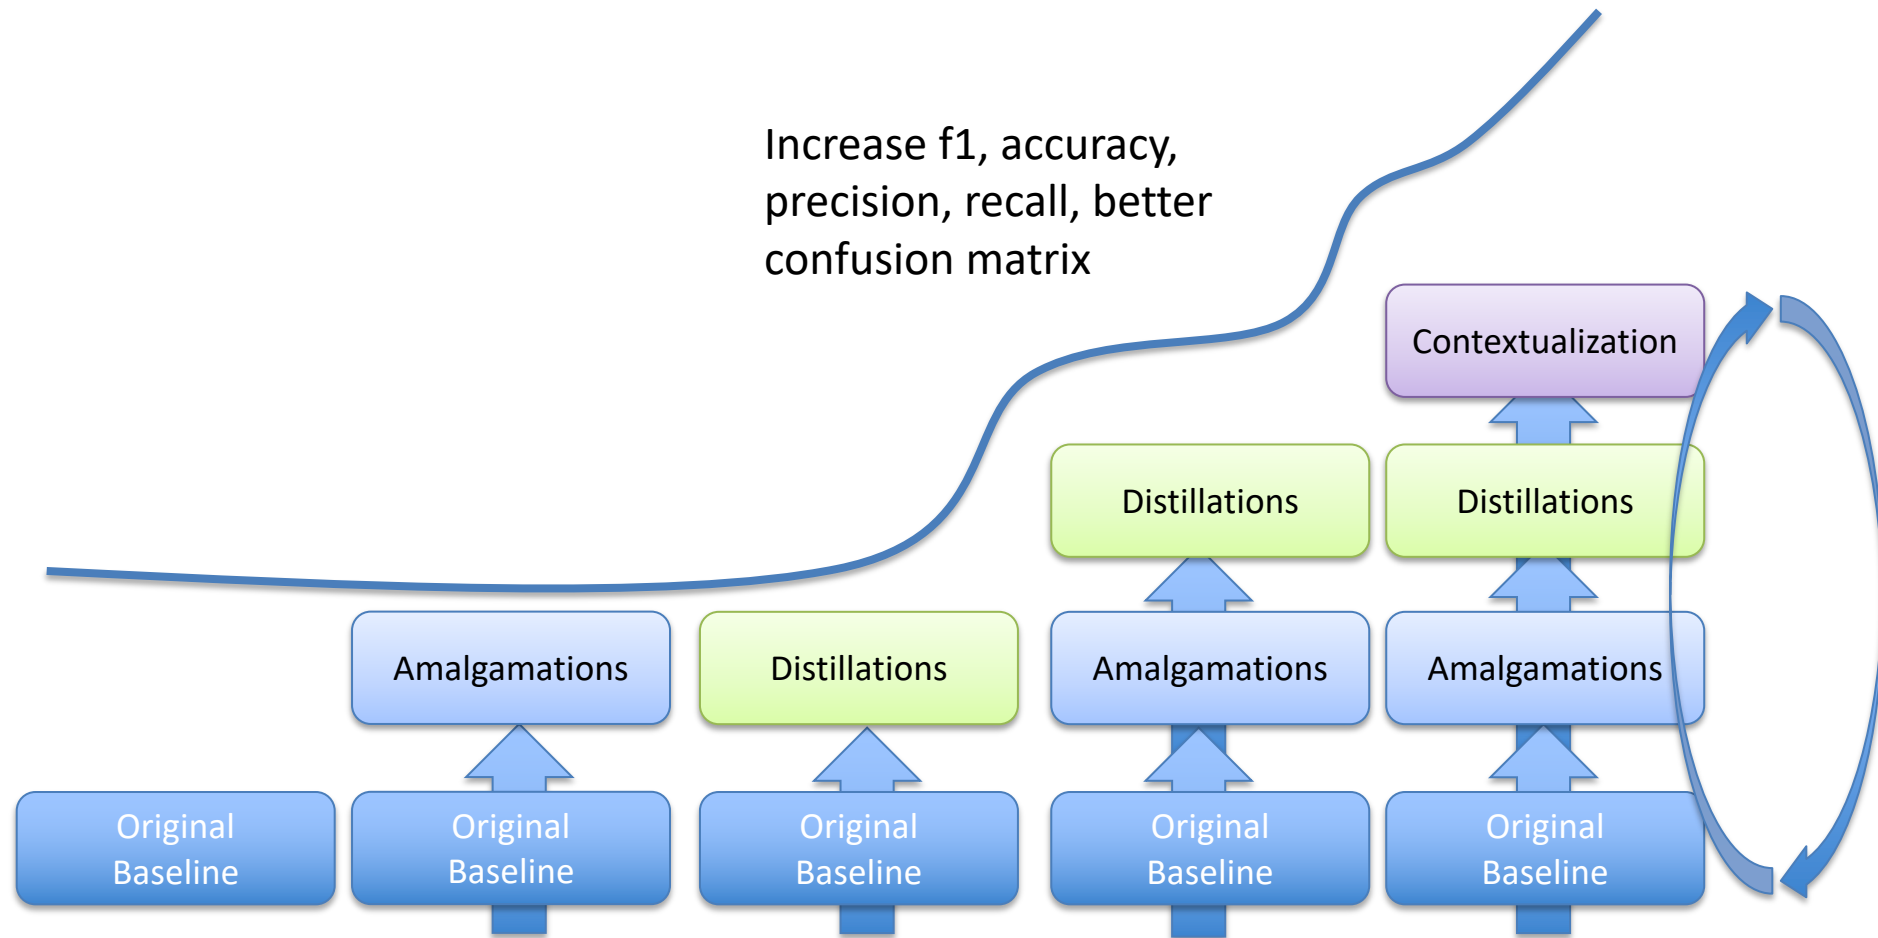 Increase f1, accuracy,
precision, recall, better
confusion matrix
Contextualization
Distillations
Distillations
Amalgamations
Distillations
Amalgamations
Amalgamations
Original
Baseline
Original
Baseline
Original
Baseline
Original
Baseline
Original
Baseline